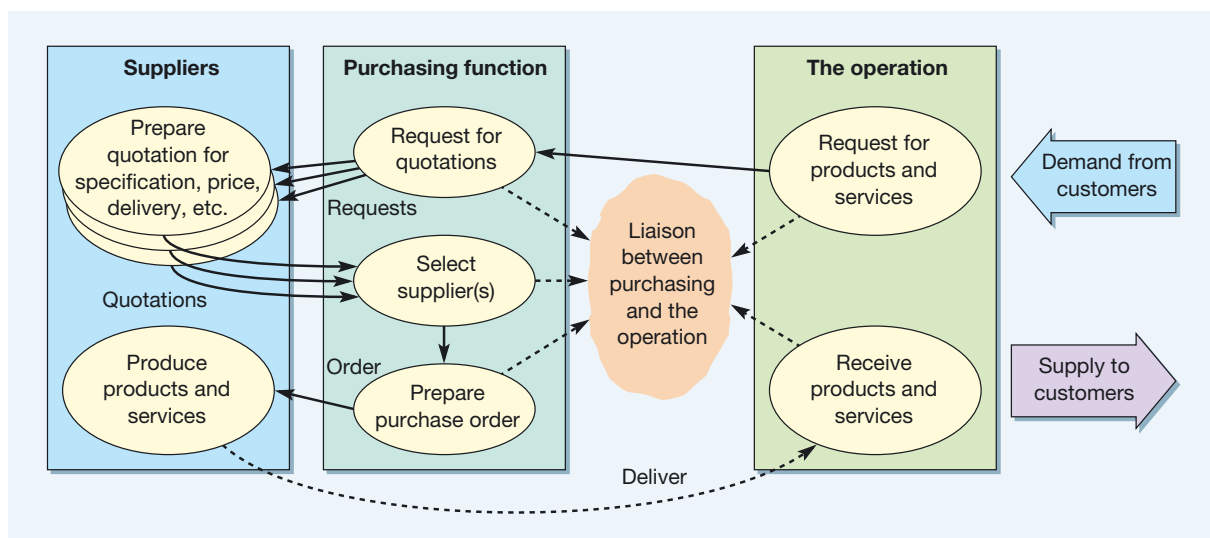 Suppliers
Prepare
quotation for
specification, price,
delivery, etc.
Quotations
Produce
products and
services
Purchasing function
Request for
quotations
Requests
Select
supplier(s)
Order
Prepare
purchase order
Liaison
between
purchasing
and the
operation
Deliver
The operation
Request for
products and
services
Receive
products and
services
Demand from
customers
Supply to
customers